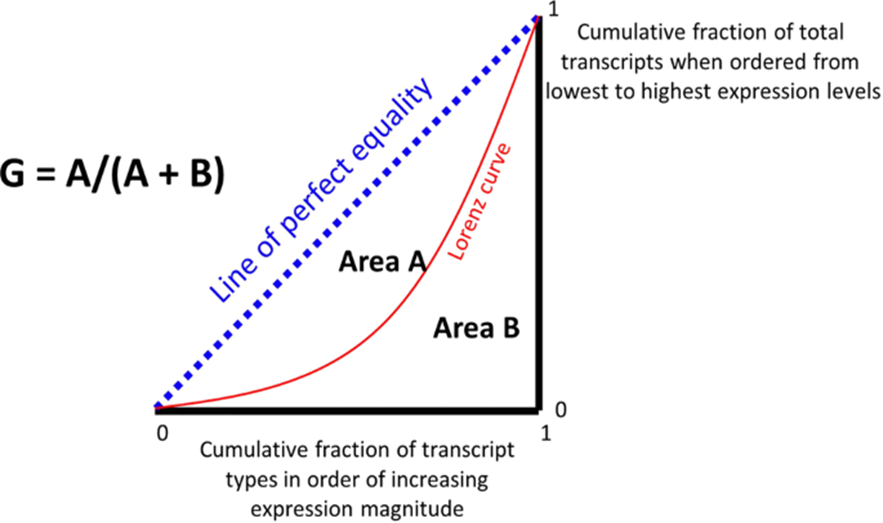 1
Cumulative fraction of total
transcripts when ordered from
lowest to highest expression levels
G = A/(A + B)
Line of perfect equality
Lorenz curve
Area A
Area B
0
0
1
Cumulative fraction of transcript
types in order of increasing
expression magnitude